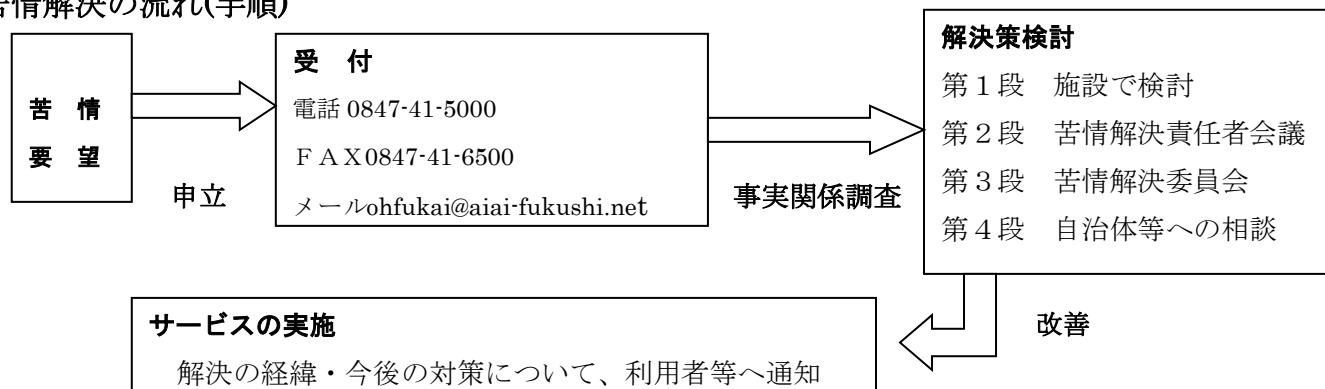 苦情解決の流れ(手順)
苦 情
要 望
申立
受 付
電話 0847-41-5000
ＦＡＸ0847-41-6500
メールohfukai@aiai-fukushi.net
事実関係調査
解決策検討
第１段 施設で検討
第２段 苦情解決責任者会議
第３段 苦情解決委員会
第４段 自治体等への相談
改善
サービスの実施
解決の経緯・今後の対策について、利用者等へ通知